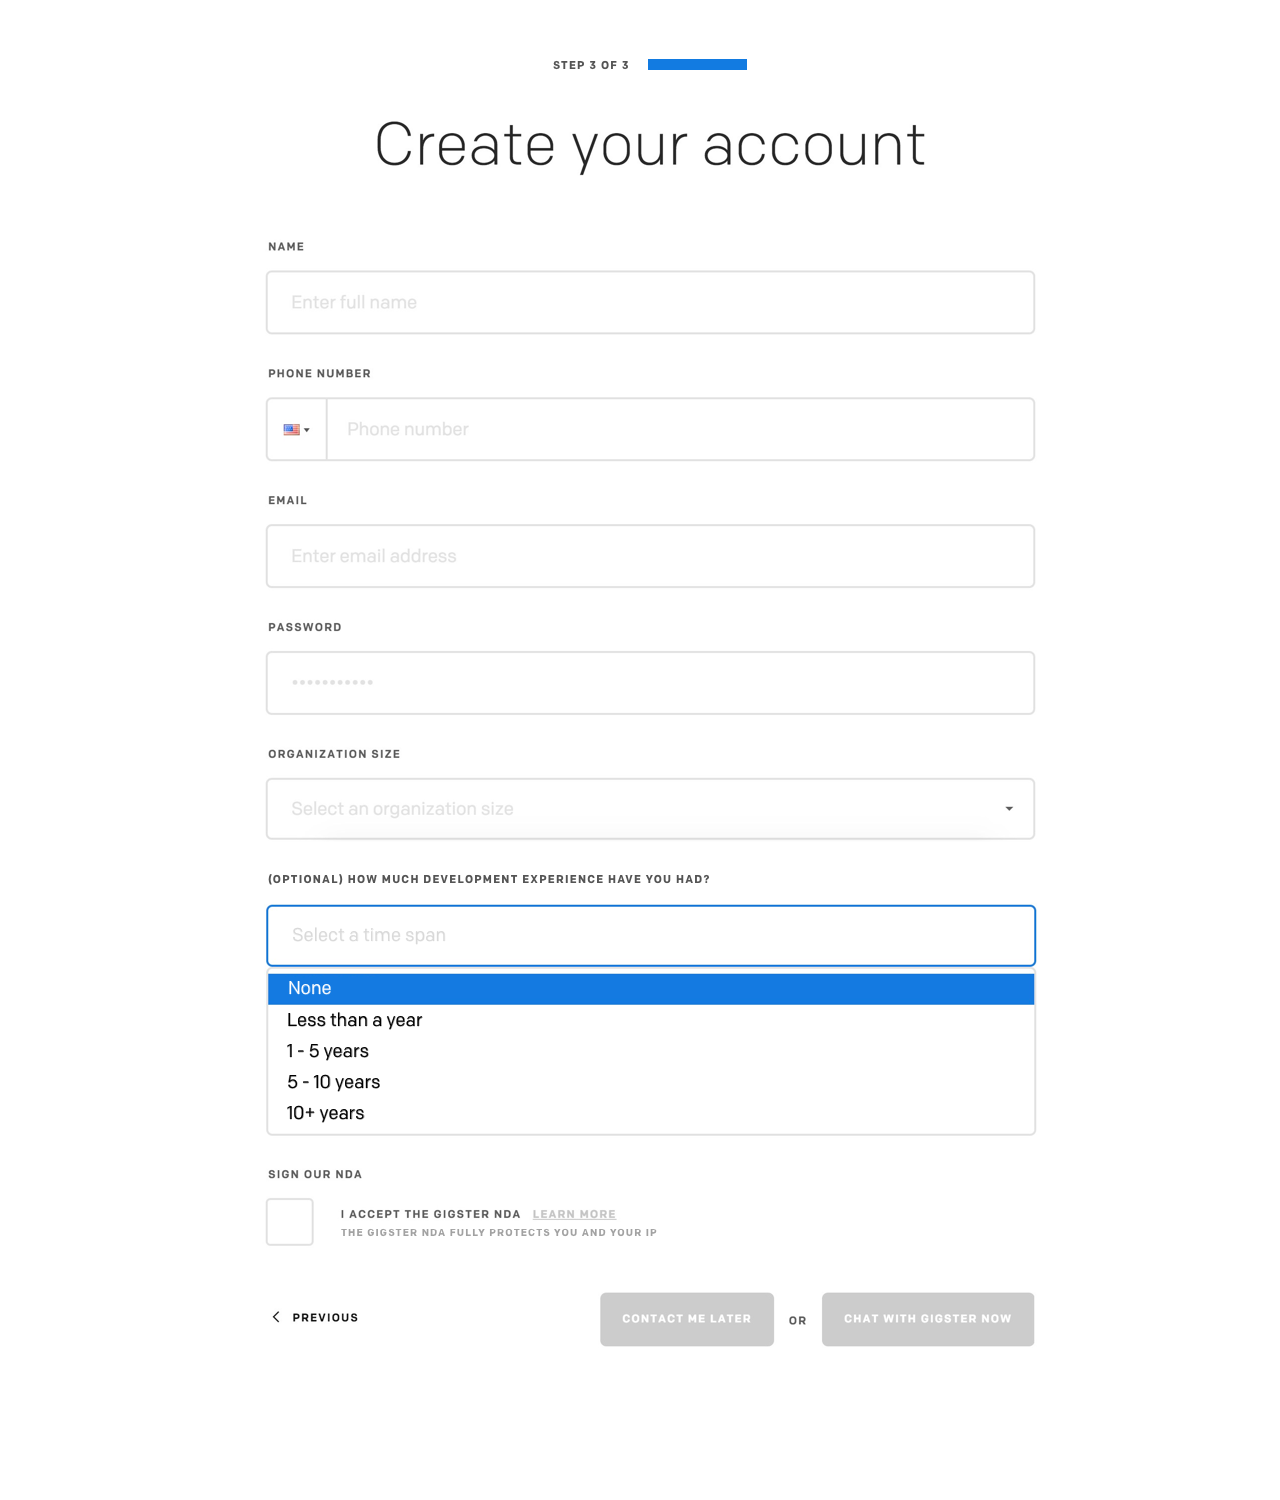 STEP 3 OF 3
Create your account
NAME
Enter full name
PHONE NUMBER
Phone number
EMAIL
Enter email address
PASSWORD
•••••••••••
ORGANIZATION SIZE
Select an organization size
(OPTIONAL) HOW MUCH DEVELOPMENT EXPERIENCE HAVE YOU HAD?
Select a time span
None
Less than a year
1 - 5 years
5 - 10 years
10+ years
SIGN OUR NDA
I ACCEPT THE GIGSTER NDA LEARN MORE
THE GIGSTER NDA FULLY PROTECTS YOU AND YOUR IP
PREVIOUS CONTACT ME LATER OR CHAT WITH GIGSTER NOW